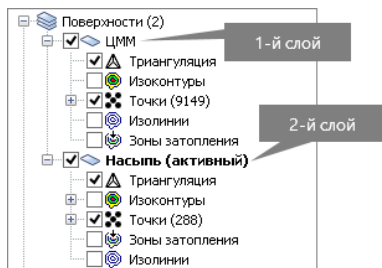 Поверхности (2)
ЦММ
1-й слой
Триангуляция
Изоконтуры
Точки (9149)
Изолинии
2-й слой
Зоны затопления
Насыпь (активный)
Триангуляция
Изоконтуры
Точки (288)
Зоны затопления
Изолинии